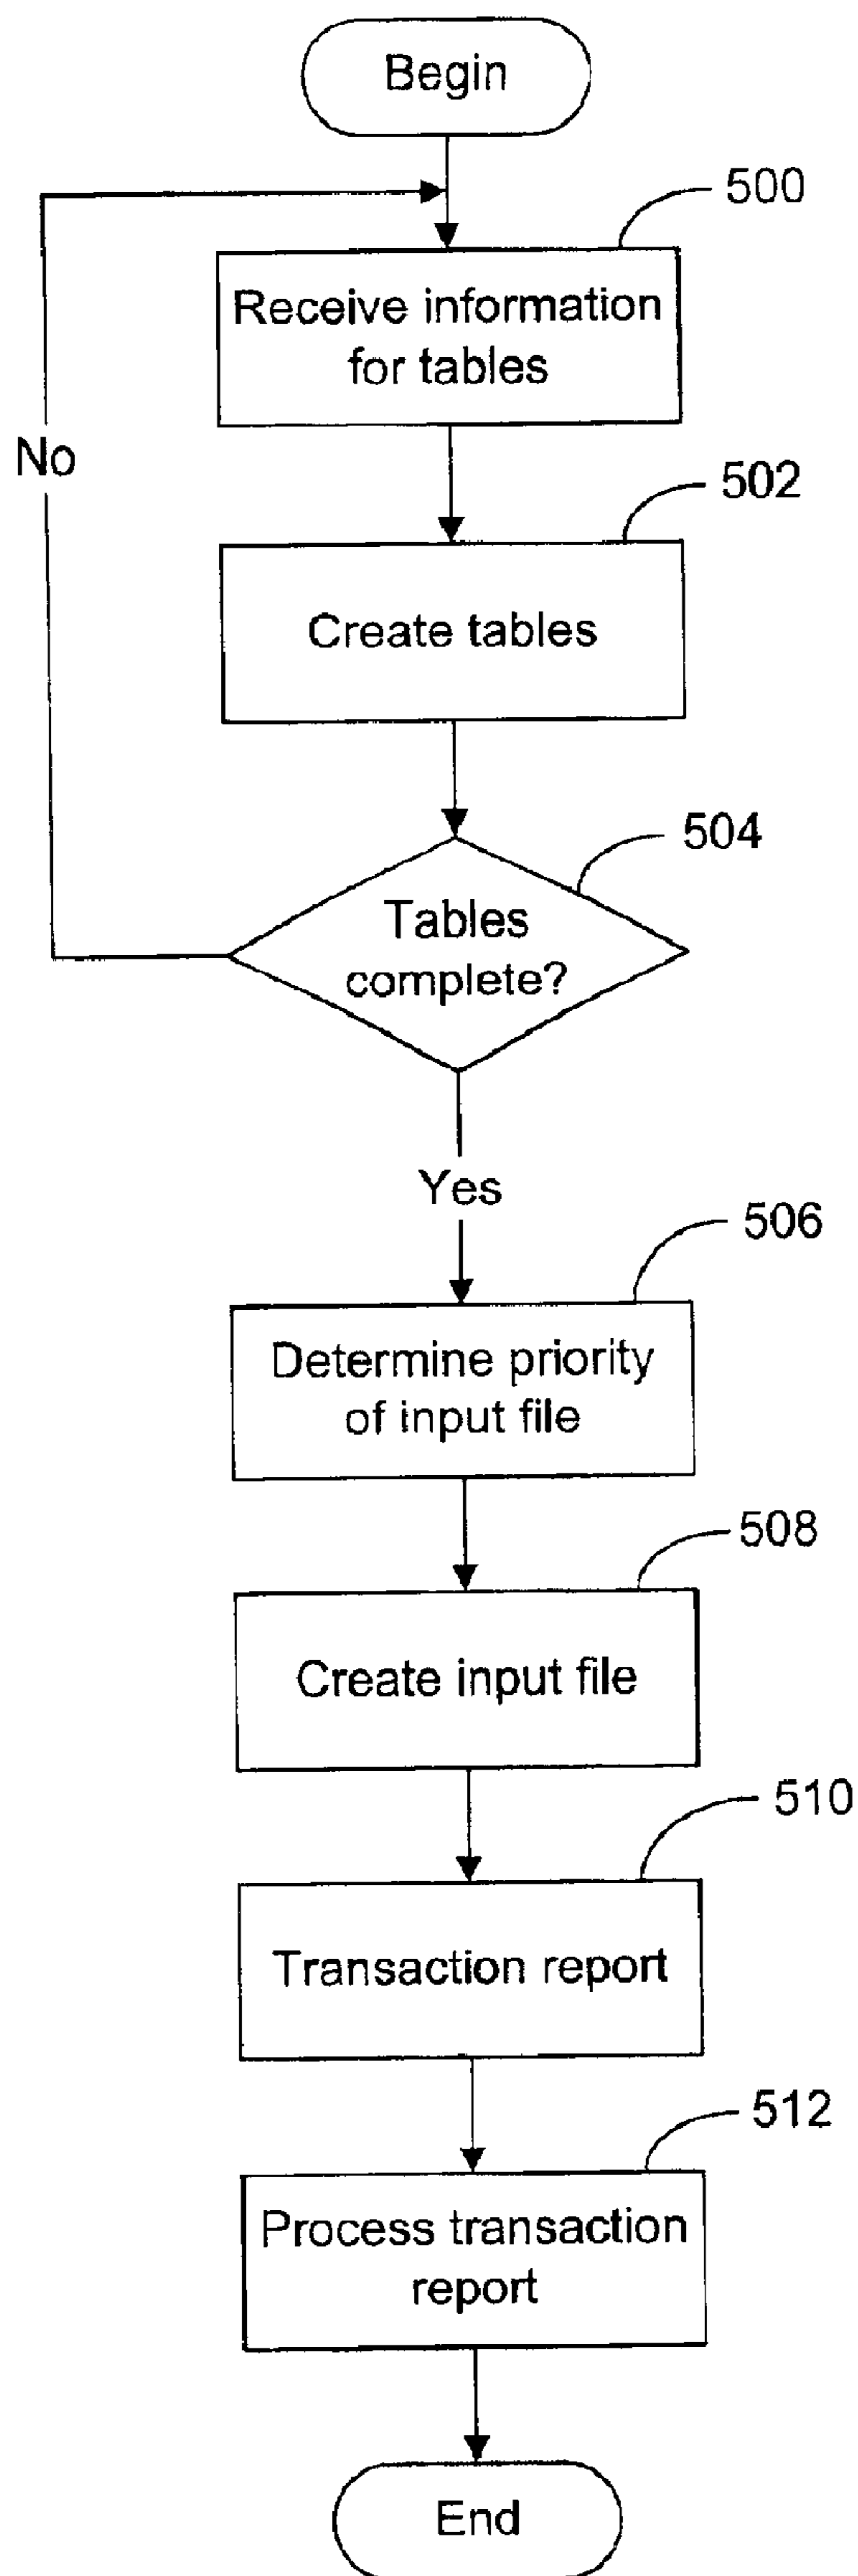 Begin
500
Receive information
for tables
No
502
Create tables
504
Tables
complete?
Yes
506
Determine priority
of input file
508
Create input file
510
Transaction report
512
Process transaction
report
End